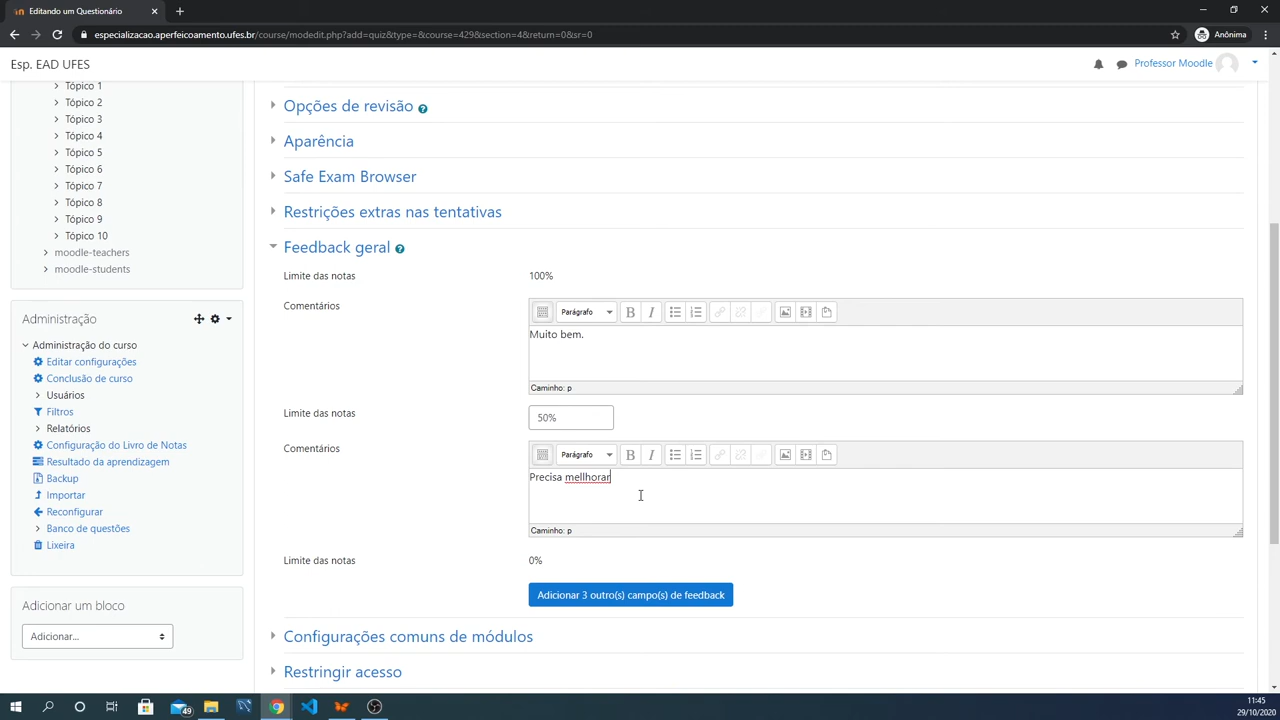 Editando um Questionário
especializacao.aperfeicoamento.ufes.br/course/modedit.php?add=quiz&type=&course=429&section=4&return=0&sr=0
Anônima
Esp. EAD UFES
Professor Moodle
Tópico 1
Tópico 2
Tópico 3
Tópico 4
Tópico 5
Tópico 6
Tópico 7
Tópico 8
Tópico 9
Tópico 10
moodle-teachers
moodle-students
Administração
Administração do curso
Editar configurações
Conclusão de curso
Usuários
Filtros
Relatórios
Configuração do Livro de Notas
Resultado da aprendizagem
Backup
Importar
Reconfigurar
Banco de questões
Lixeira
Adicionar um bloco
Adicionar...
Opções de revisão
Aparência
Safe Exam Browser
Restrições extras nas tentativas
Feedback geral
Limite das notas 100%
Comentários
Parágrafo B I
Muito bem.
Caminho: p
Limite das notas 50%
Comentários
Parágrafo B I
Precisa mellhorar
Caminho: p
Limite das notas 0%
Adicionar 3 outro(s) campo(s) de feedback
Configurações comuns de módulos
Restringir acesso
49
11:45
29/10/2020